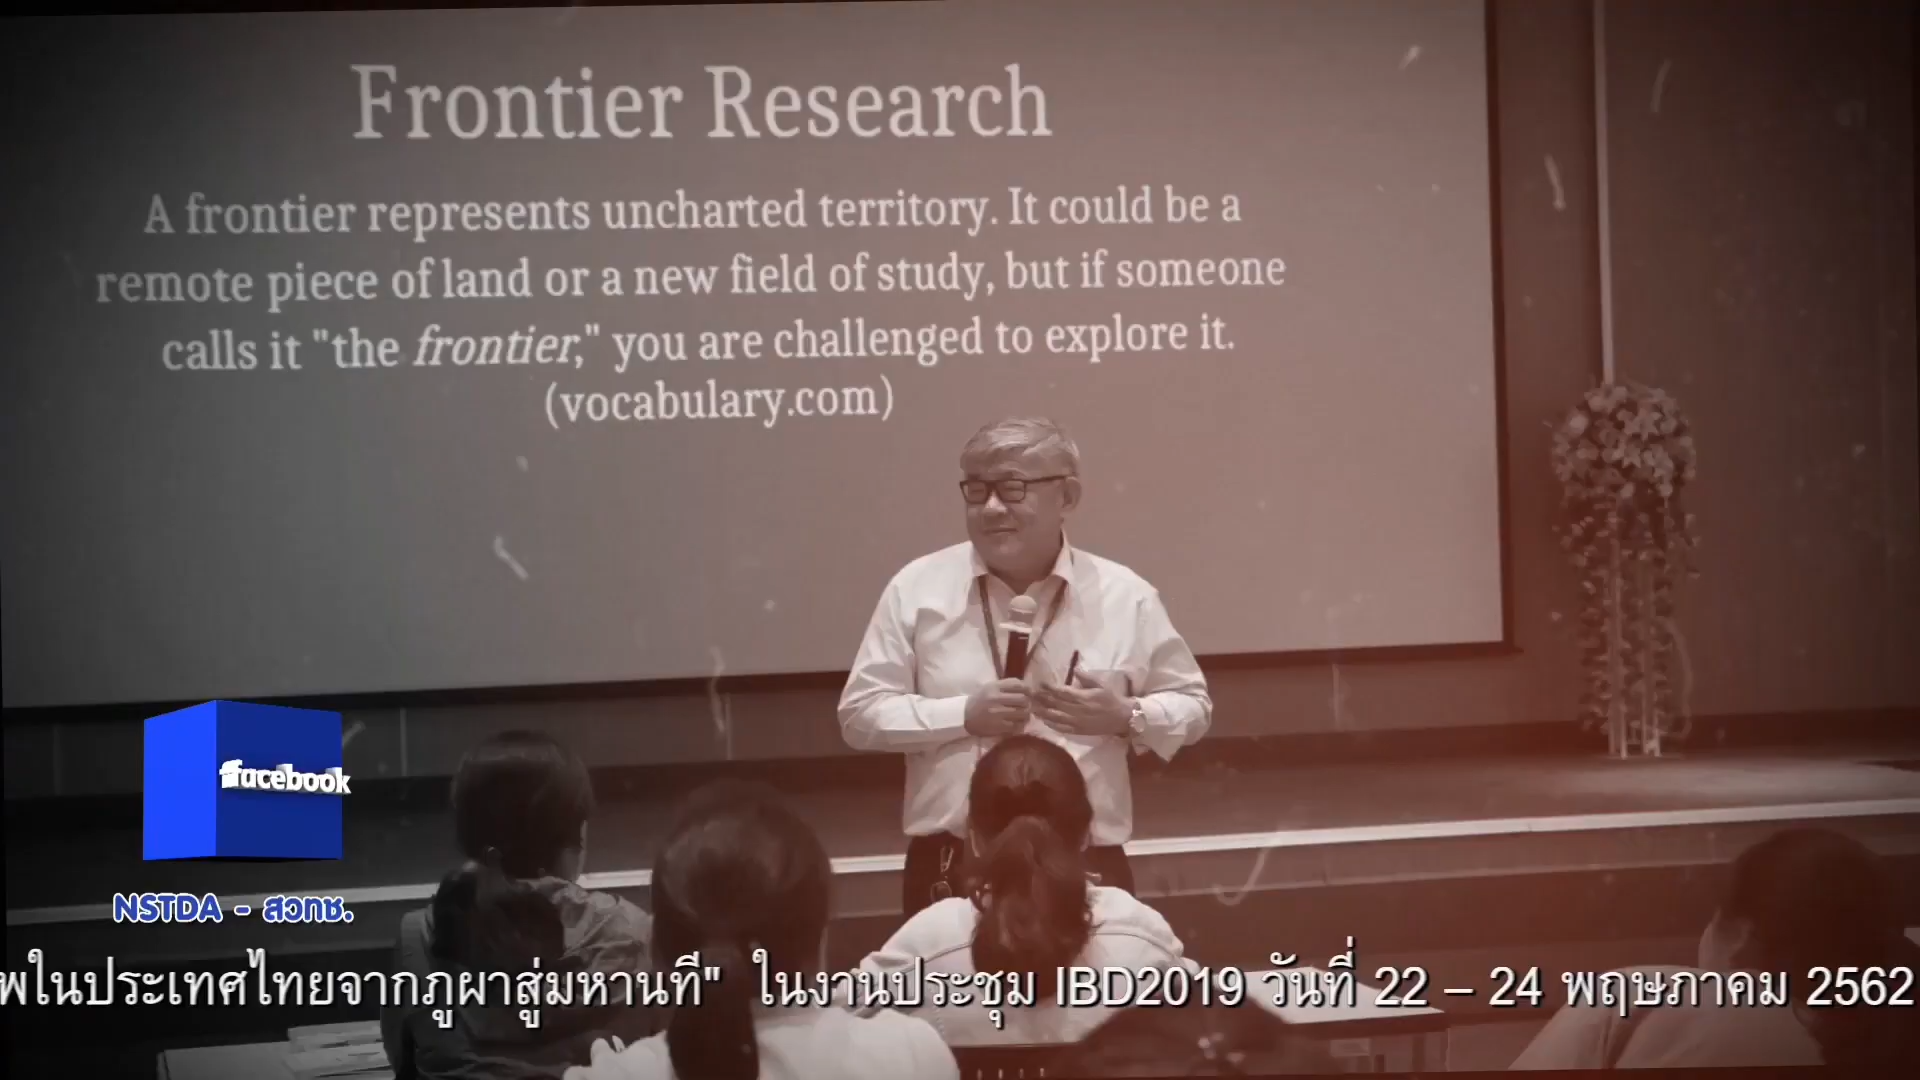 Frontier Research
A frontier represents uncharted territory. It could be a
remote piece of land or a new field of study, but if someone
calls it "the frontier," you are challenged to explore it.
(vocabulary.com)
facebook
NSTDA - สวทช.
พในประเทศไทยจากภูผาสู่มหานที" ในงานประชุม IBD2019 วันที่ 22 – 24 พฤษภาคม 2562